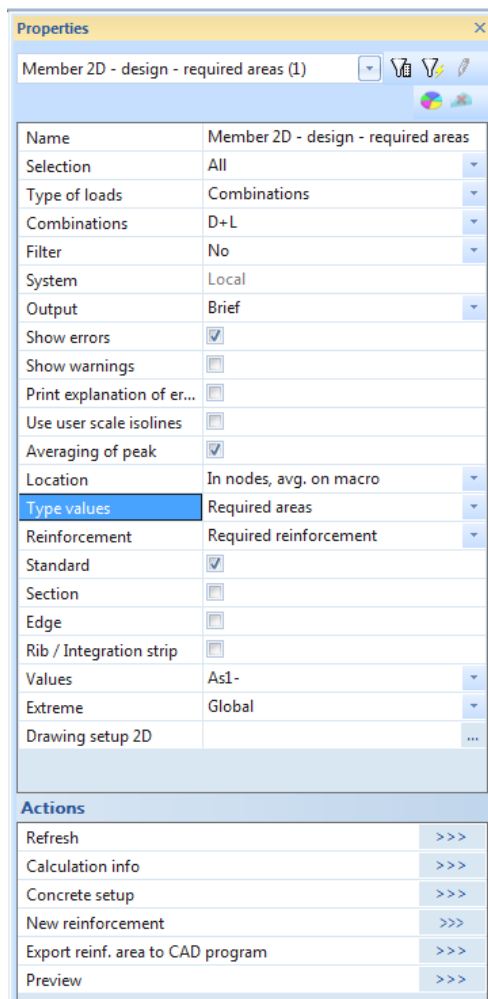 Properties
Member 2D - design - required areas (1)
Name Member 2D - design - required areas
Selection All
Type of loads Combinations
Combinations D+L
Filter No
System Local
Output Brief
Show errors
Show warnings
Print explanation of er...
Use user scale isolines
Averaging of peak
Location In nodes, avg. on macro
Type values Required areas
Reinforcement Required reinforcement
Standard
Section
Edge
Rib / Integration strip
Values As1-
Extreme Global
Drawing setup 2D ...
Actions
Refresh >>>
Calculation info >>>
Concrete setup >>>
New reinforcement >>>
Export reinf. area to CAD program >>>
Preview >>>